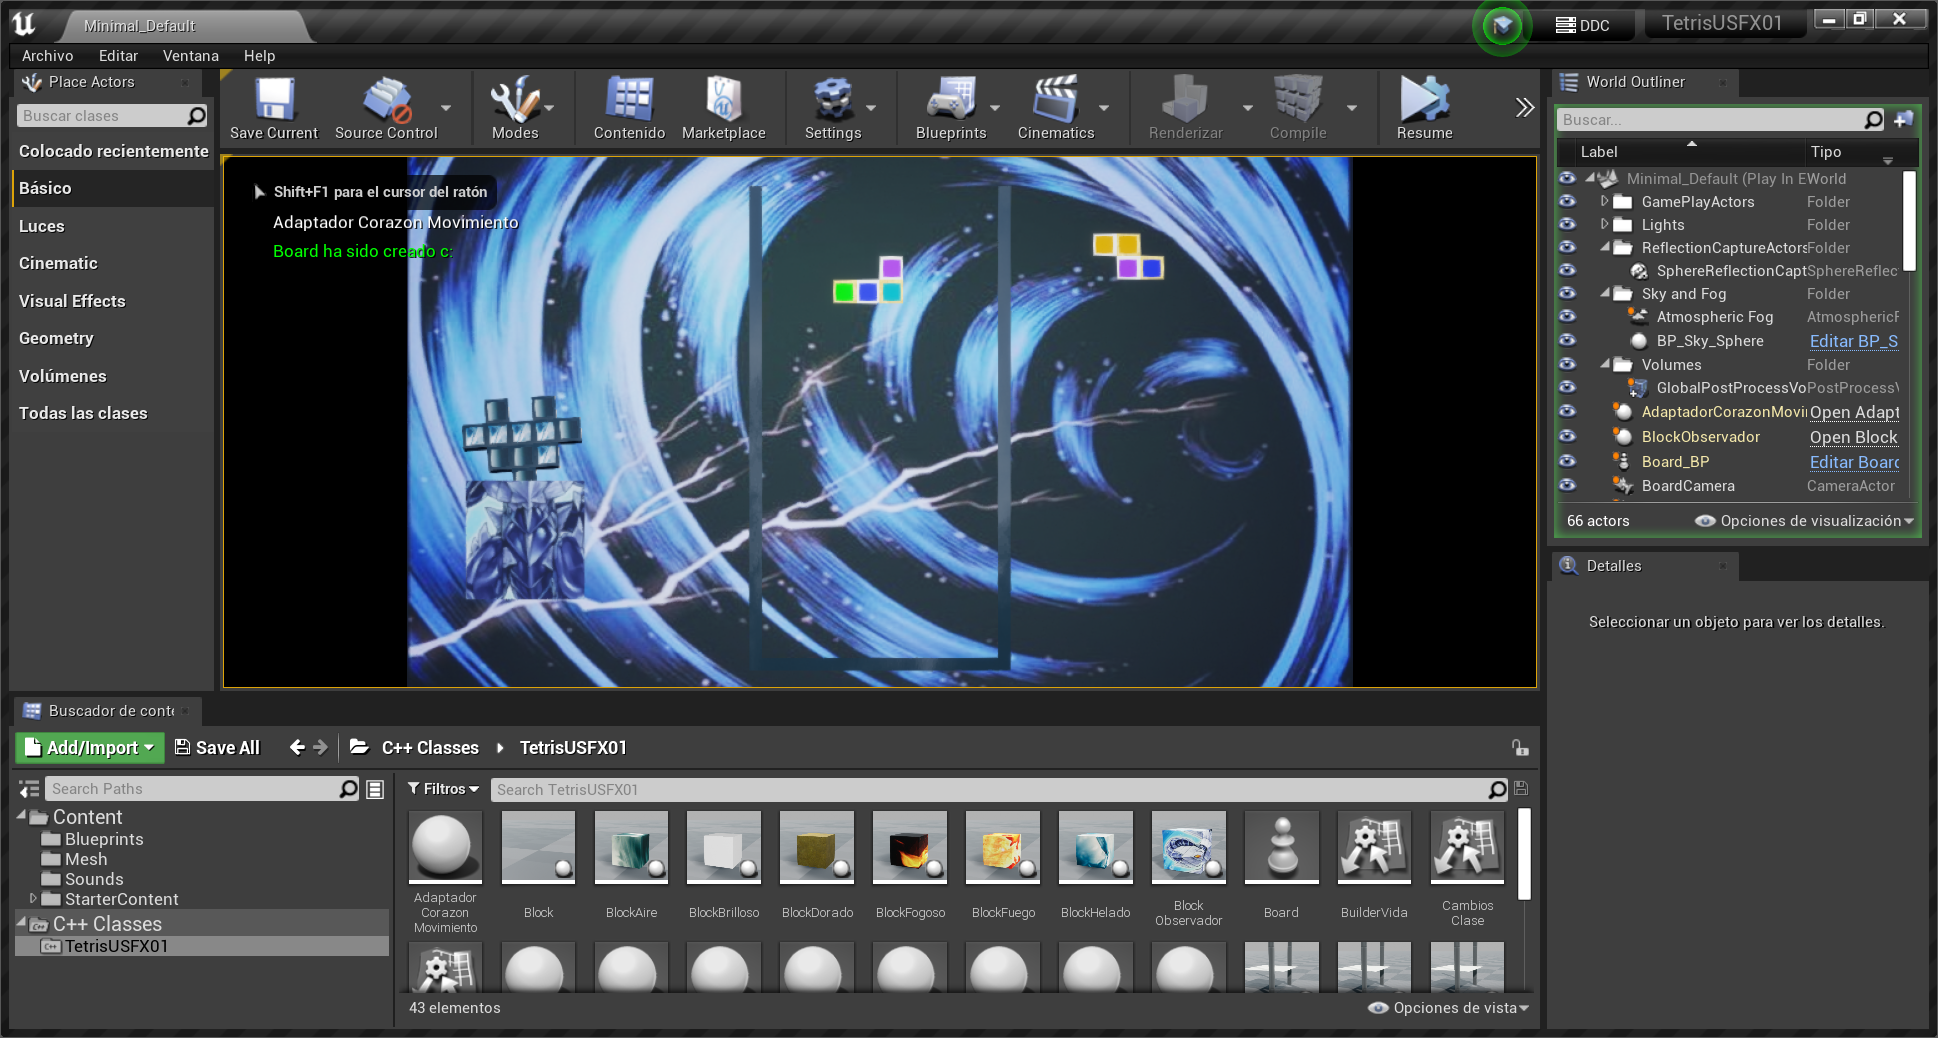 Minimal_Default
DDC
TetrisUSFX01
Archivo Editar Ventana Help
Place Actors
Buscar clases
Colocado recientemente
Básico
Luces
Cinematic
Visual Effects
Geometry
Volúmenes
Todas las clases
Save Current Source Control Modes Contenido Marketplace Settings Blueprints Cinematics Renderizar Compile Resume
Shift+F1 para el cursor del ratón
Adaptador Corazon Movimiento
Board ha sido creado c:
World Outliner
Buscar...
Label Tipo
Minimal_Default (Play In E World
GamePlayActors Folder
Lights Folder
ReflectionCaptureActors Folder
SphereReflectionCapt SphereReflec
Sky and Fog Folder
Atmospheric Fog AtmosphericF
BP_Sky_Sphere Editar BP_S
Volumes Folder
GlobalPostProcessVo PostProcessV
AdaptadorCorazonMovi Open Adapt
BlockObservador Open Block
Board_BP Editar Board
BoardCamera CameraActor
66 actors Opciones de visualización
Detalles
Seleccionar un objeto para ver los detalles.
Buscador de conte
Add/Import Save All C++ Classes TetrisUSFX01
Search Paths
Content
Blueprints
Mesh
Sounds
StarterContent
C++ Classes
TetrisUSFX01
Filtros Search TetrisUSFX01
Adaptador
Corazon
Movimiento
Block
BlockAire
BlockBrilloso
BlockDorado
BlockFogoso
BlockFuego
BlockHelado
Block
Observador
Board
BuilderVida
Cambios
Clase
43 elementos Opciones de vista